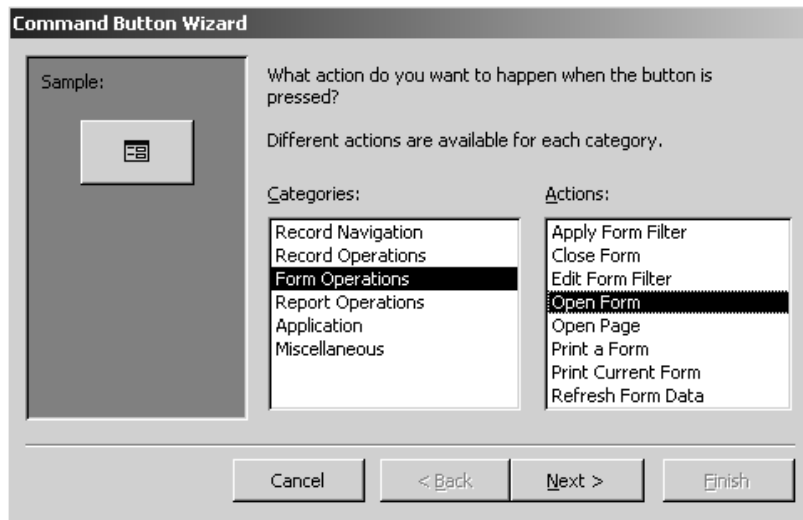 Command Button Wizard
Sample:
What action do you want to happen when the button is
pressed?
Different actions are available for each category.
Categories:
Record Navigation
Record Operations
Form Operations
Report Operations
Application
Miscellaneous
Actions:
Apply Form Filter
Close Form
Edit Form Filter
Open Form
Open Page
Print a Form
Print Current Form
Refresh Form Data
Cancel
< Back
Next >
Finish